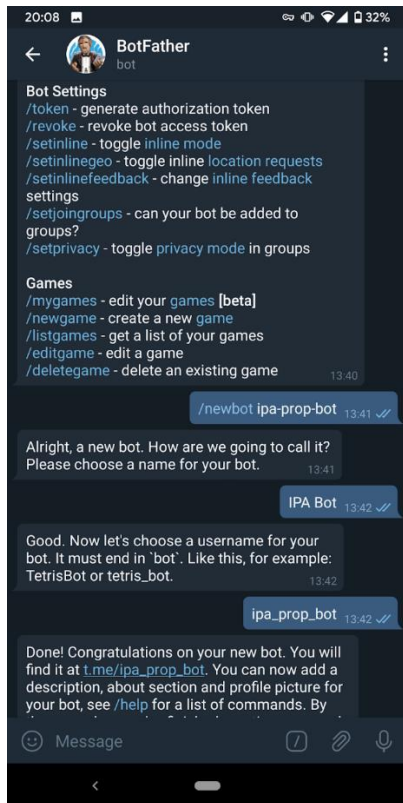 20:08 32%
BotFather
bot
Bot Settings
/token - generate authorization token
/revoke - revoke bot access token
/setinline - toggle inline mode
/setinlinegeo - toggle inline location requests
/setinlinefeedback - change inline feedback
settings
/setjoingroups - can your bot be added to
groups?
/setprivacy - toggle privacy mode in groups
Games
/mygames - edit your games [beta]
/newgame - create a new game
/listgames - get a list of your games
/editgame - edit a game
/deletegame - delete an existing game 13:40
/newbot ipa-prop-bot 13:41
Alright, a new bot. How are we going to call it?
Please choose a name for your bot. 13:41
IPA Bot 13:42
Good. Now let's choose a username for your
bot. It must end in `bot`. Like this, for example:
TetrisBot or tetris_bot. 13:42
ipa_prop_bot 13:42
Done! Congratulations on your new bot. You will
find it at t.me/ipa_prop_bot. You can now add a
description, about section and profile picture for
your bot, see /help for a list of commands. By
Message